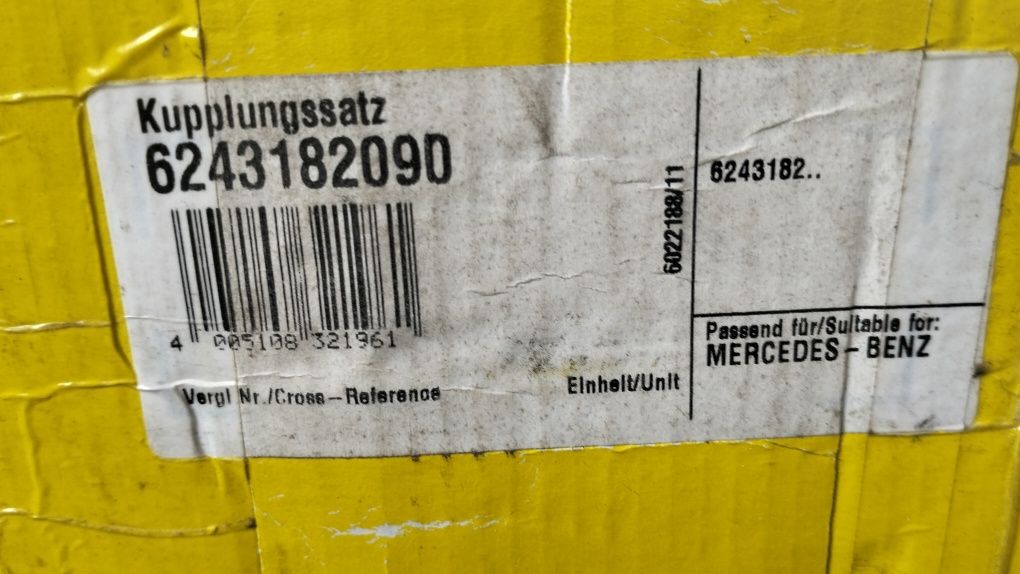 Kupplungssatz
6243182090
4 005108 321961
Vergl Nr./Cross-Reference
Einheit/Unit
6022188/11
6243182..
Passend für/Suitable for:
MERCEDES-BENZ